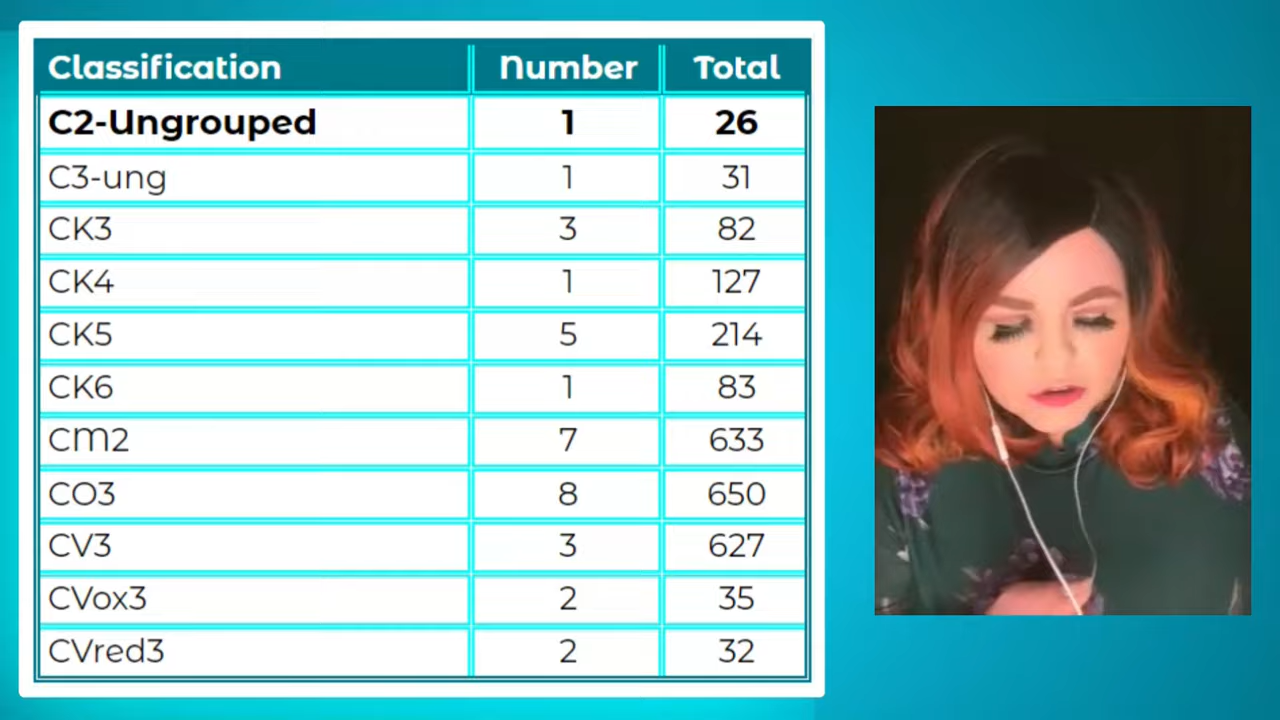 Classification Number Total
C2-Ungrouped 1 26
C3-ung 1 31
CK3 3 82
CK4 1 127
CK5 5 214
CK6 1 83
CM2 7 633
CO3 8 650
CV3 3 627
CVox3 2 35
CVred3 2 32